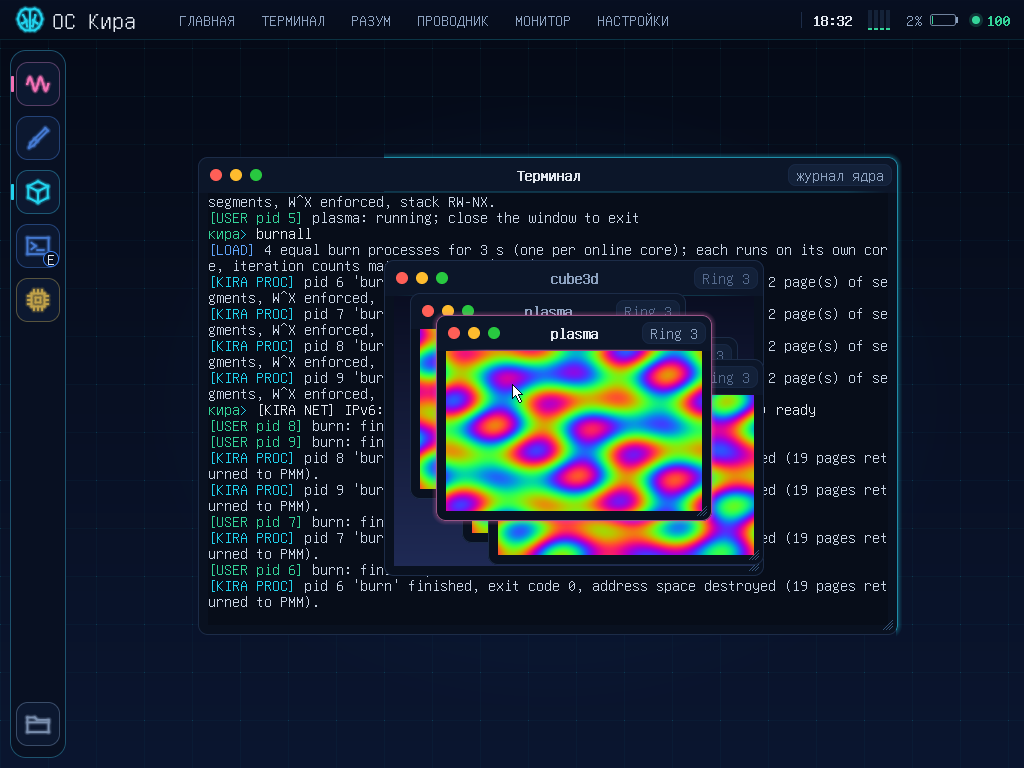 ОС Кира
ГЛАВНАЯ ТЕРМИНАЛ РАЗУМ ПРОВОДНИК МОНИТОР НАСТРОЙКИ
18:32 2% 100
E
Терминал
журнал ядра
segments, W^X enforced, stack RW-NX.
[USER pid 5] plasma: running; close the window to exit
кира> burnall
[LOAD] 4 equal burn processes for 3 s (one per online core); each runs on its own cor
e, iteration counts
[KIRA PROC] pid 6 'bur 2 page(s) of se
gments, W^X enforced,
[KIRA PROC] pid 7 'bur 2 page(s) of se
gments, W^X enforced,
[KIRA PROC] pid 8 'bur 2 page(s) of se
gments, W^X enforced,
[KIRA PROC] pid 9 'bur 2 page(s) of se
gments, W^X enforced,
кира> [KIRA NET] IPv6: ready
[USER pid 8] burn: fin
[USER pid 9] burn: fin
[KIRA PROC] pid 8 'bur ed (19 pages ret
urned to PMM).
[KIRA PROC] pid 9 'bur ed (19 pages ret
urned to PMM).
[USER pid 7] burn: fin
[KIRA PROC] pid 7 'bur ed (19 pages ret
urned to PMM).
[USER pid 6] burn: fin
[KIRA PROC] pid 6 'burn' finished, exit code 0, address space destroyed (19 pages ret
urned to PMM).
cube3d
Ring 3
plasma
Ring 3
plasma
Ring 3
3
ing 3